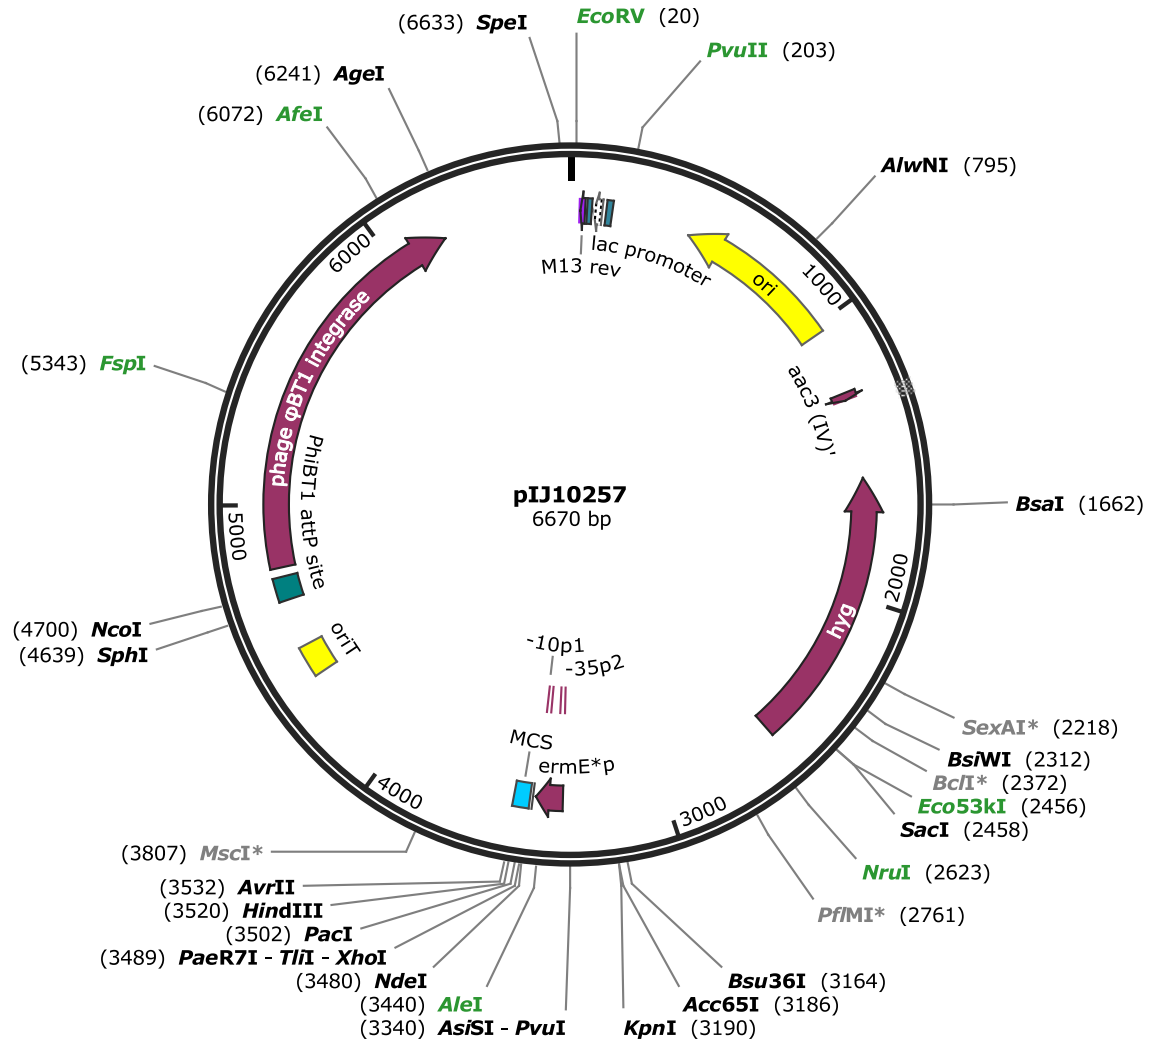 (6633) SpeI
EcoRV (20)
PvuII (203)
(6241) AgeI
(6072) AfeI
AlwNI (795)
6000
lac promoter
M13 rev
ori
1000
(5343) FspI
aac3 (IV)'
phage φBT1 integrase
PhiBT1 attP site
pIJ10257
6670 bp
BsaI (1662)
5000
2000
hyg
(4700) NcoI
(4639) SphI
oriT
-10p1
-35p2
SexAI* (2218)
BsiWI (2312)
BclI* (2372)
Eco53kI (2456)
SacI (2458)
MCS
ermE*p
4000
3000
(3807) MscI*
NruI (2623)
(3532) AvrII
(3520) HindIII
PflMI* (2761)
(3502) PacI
(3489) PaeR7I - TliI - XhoI
(3480) NdeI
Bsu36I (3164)
(3440) AleI
Acc65I (3186)
(3340) AsiSI - PvuI
KpnI (3190)